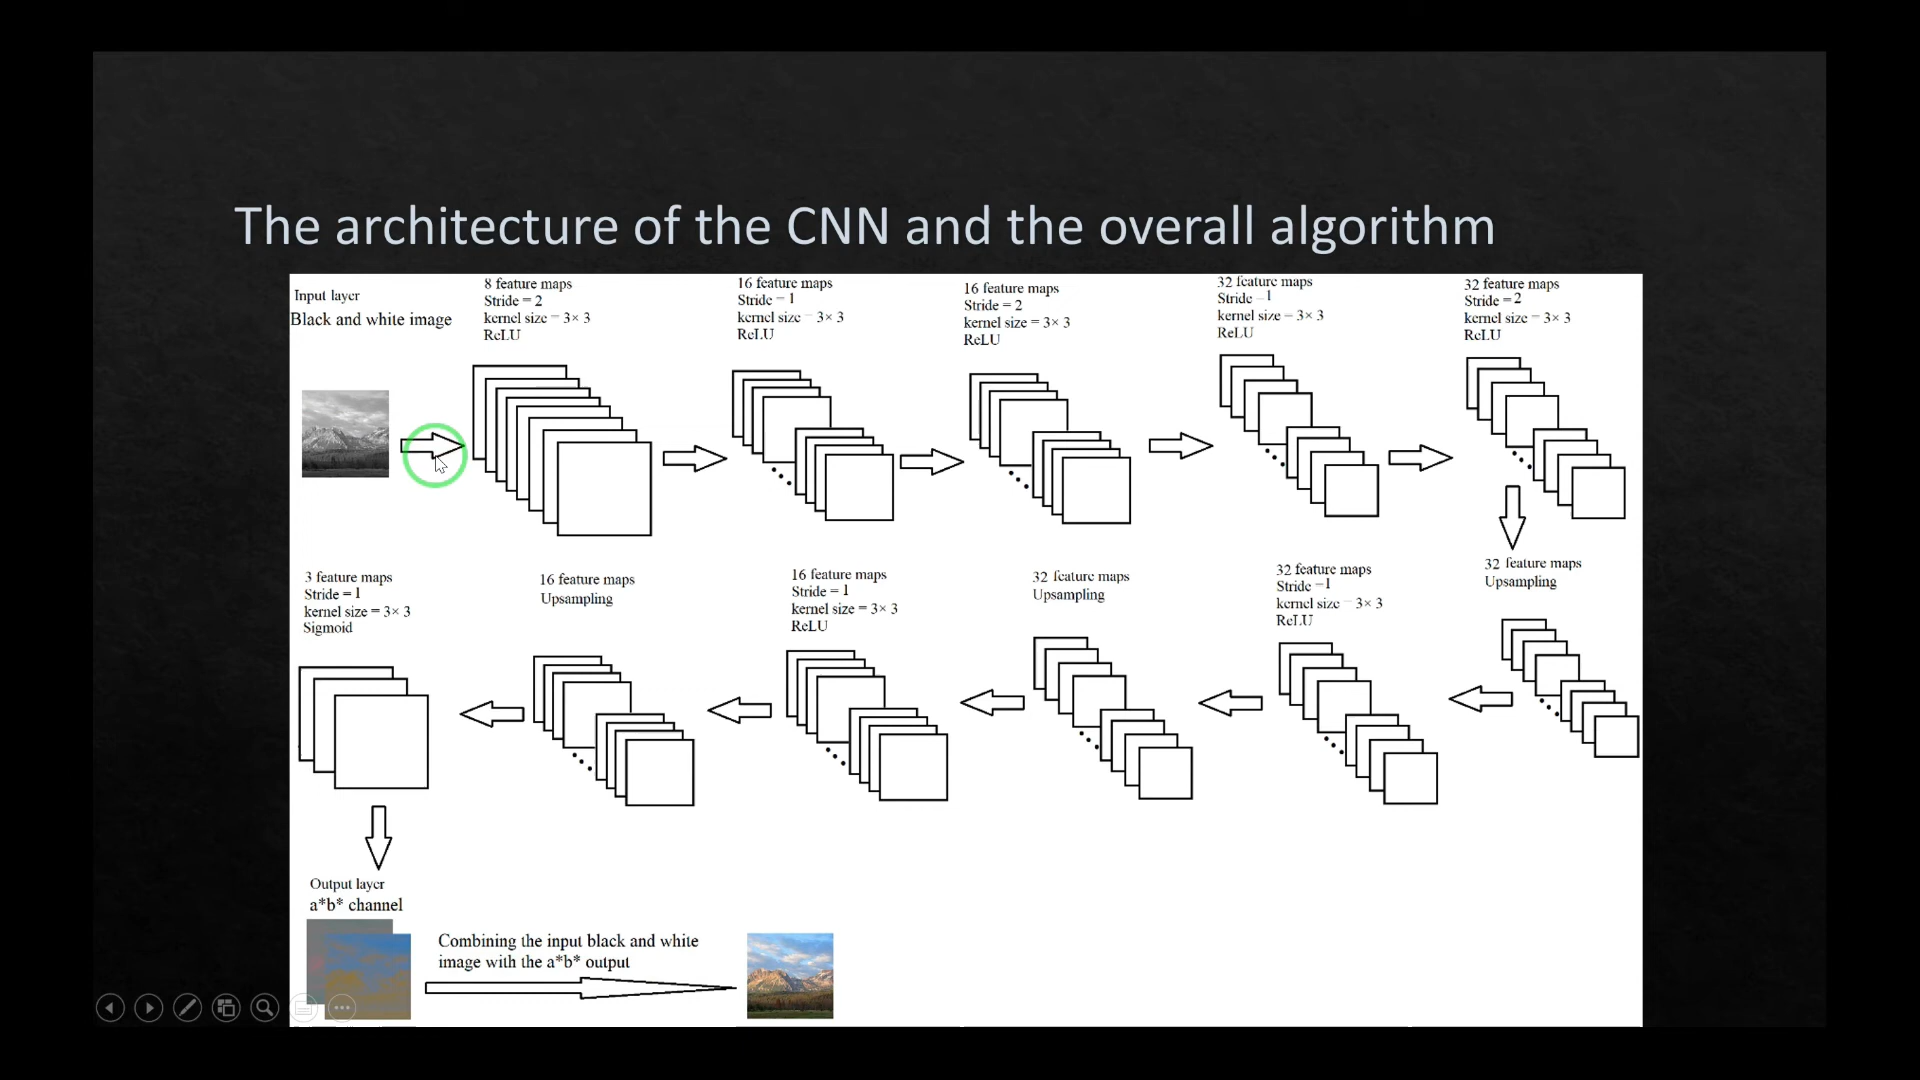 The architecture of the CNN and the overall algorithm
Input layer
Black and white image
8 feature maps
Stride = 2
kernel size = 3× 3
ReLU
16 feature maps
Stride = 1
kernel size = 3× 3
ReLU
16 feature maps
Stride = 2
kernel size = 3× 3
ReLU
32 feature maps
Stride =1
kernel size = 3× 3
ReLU
32 feature maps
Stride = 2
kernel size = 3× 3
ReLU
3 feature maps
Stride = 1
kernel size = 3× 3
Sigmoid
16 feature maps
Upsampling
16 feature maps
Stride = 1
kernel size = 3× 3
ReLU
32 feature maps
Upsampling
32 feature maps
Stride =1
kernel size = 3× 3
ReLU
32 feature maps
Upsampling
Output layer
a*b* channel
Combining the input black and white
image with the a*b* output